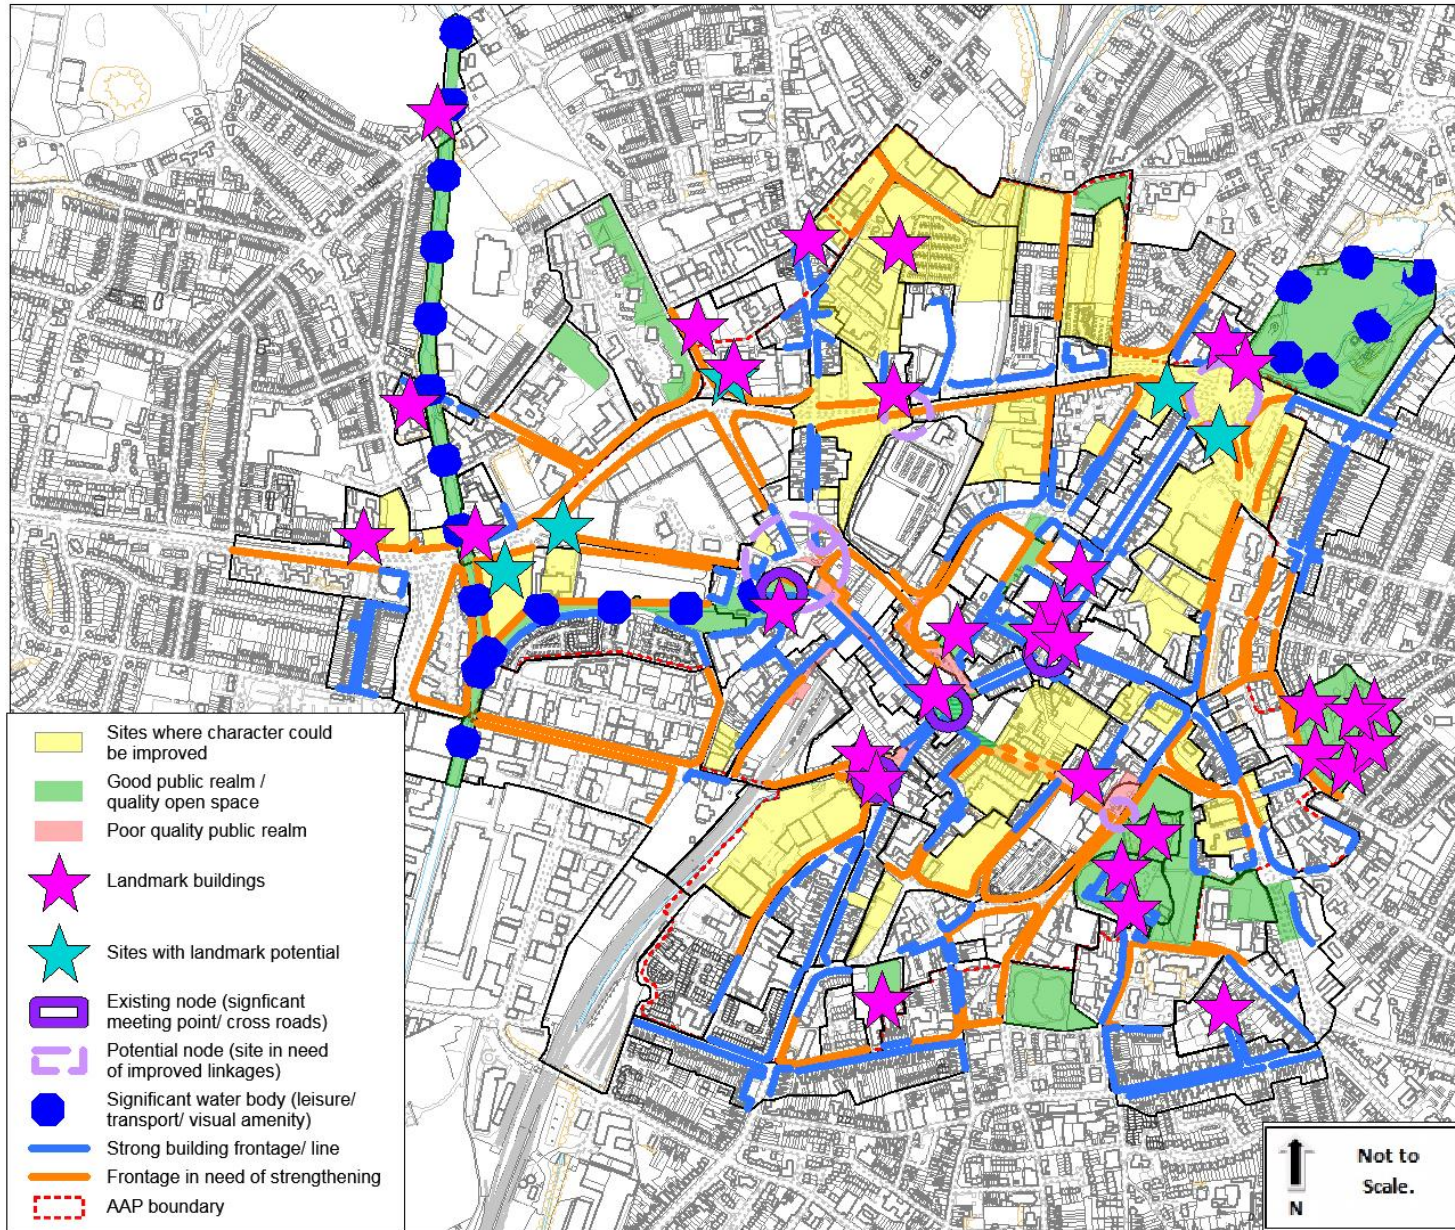 Sites where character could
be improved
Good public realm /
quality open space
Poor quality public realm
Landmark buildings
Sites with landmark potential
Existing node (signficant
meeting point/ cross roads)
Potential node (site in need
of improved linkages)
Significant water body (leisure/
transport/ visual amenity)
Strong building frontage/ line
Frontage in need of strengthening
AAP boundary
Not to
Scale.
N